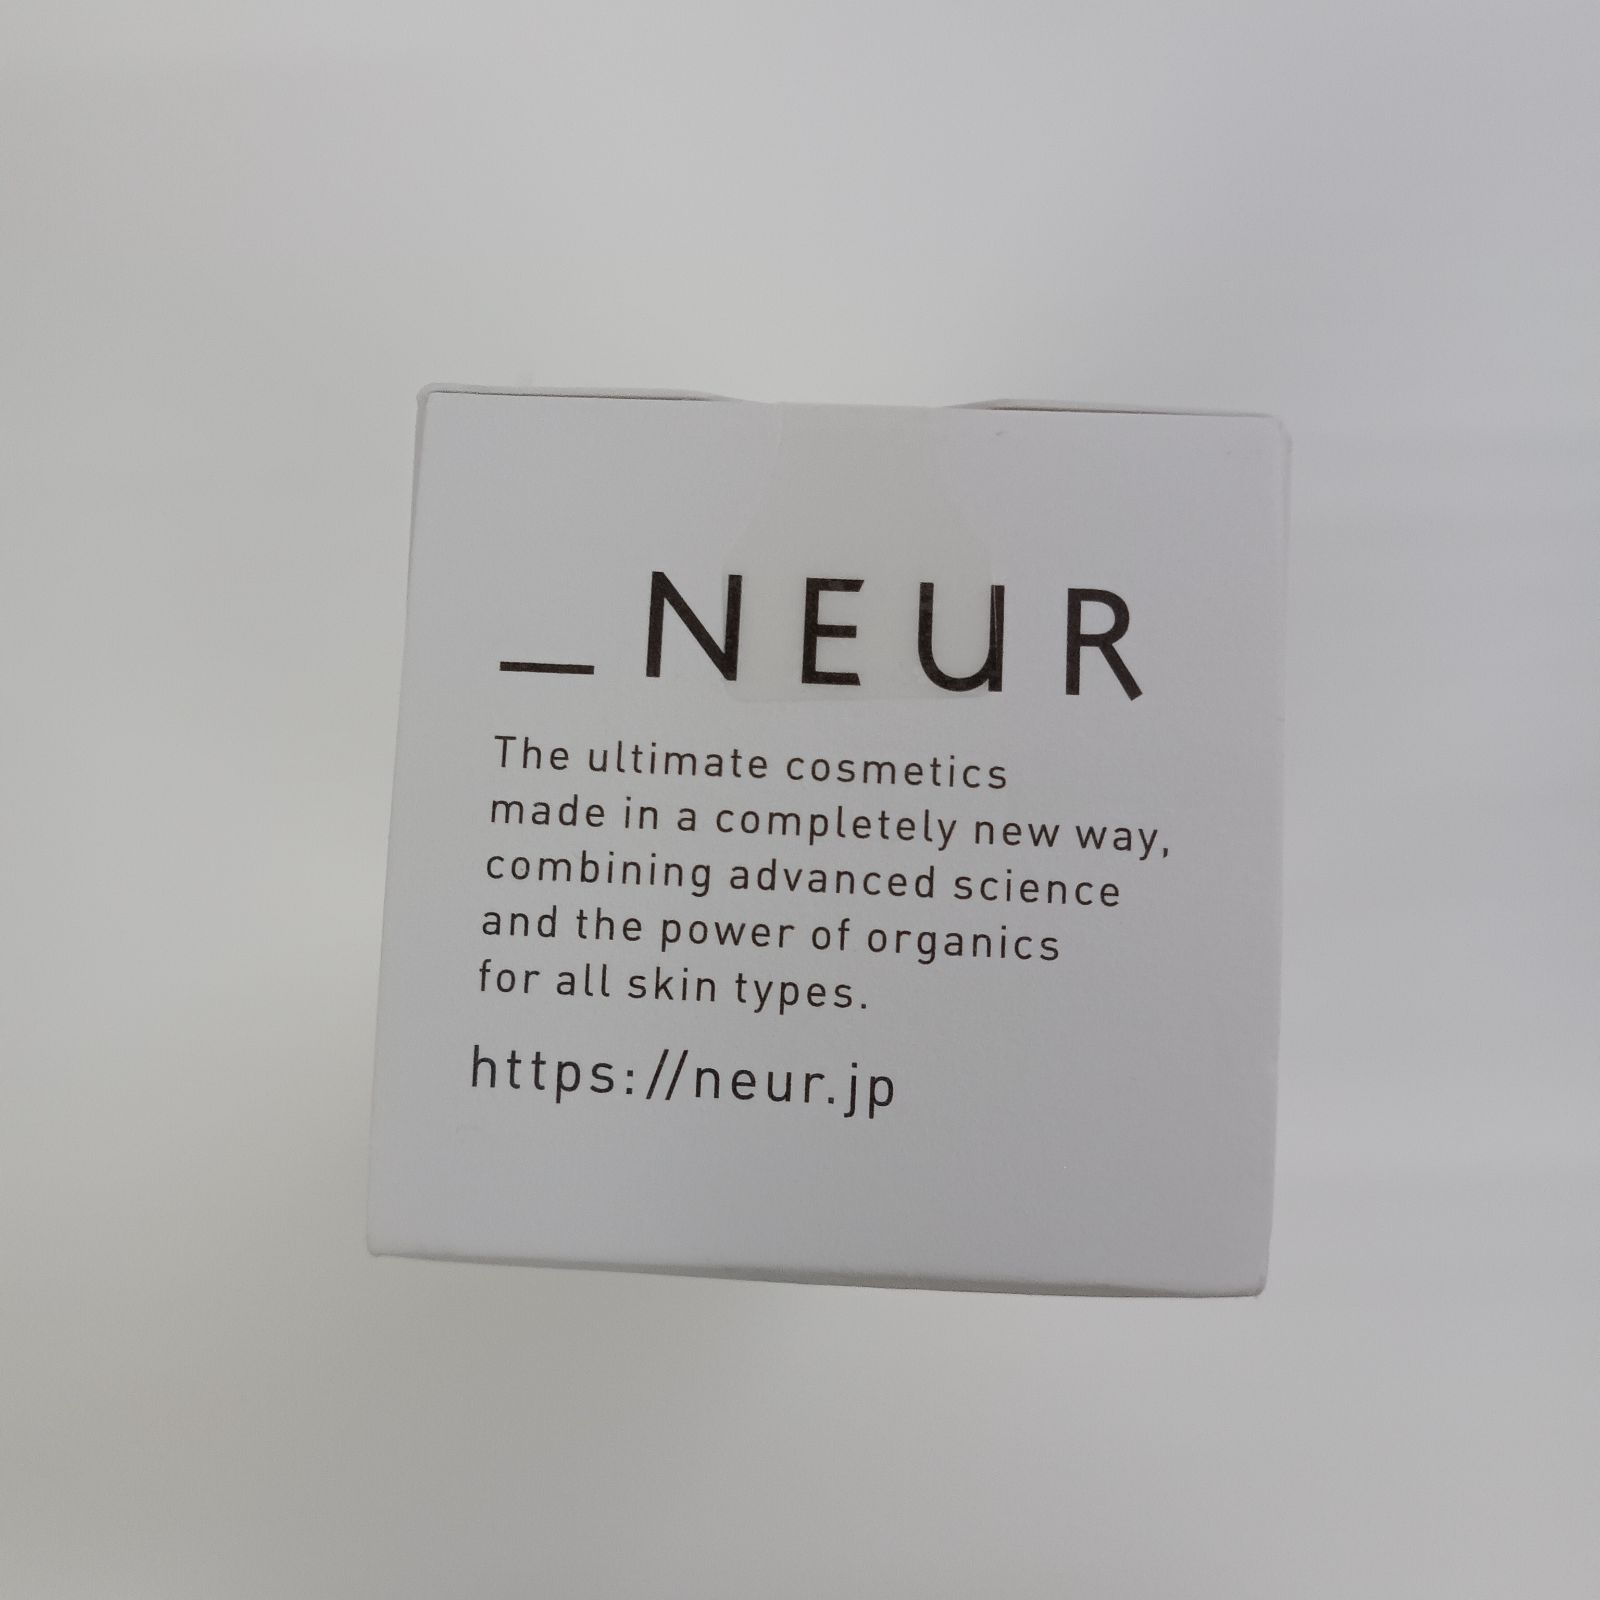 _NEUR
The ultimate cosmetics
made in a completely new way,
combining advanced science
and the power of organics
for all skin types.
https://neur.jp